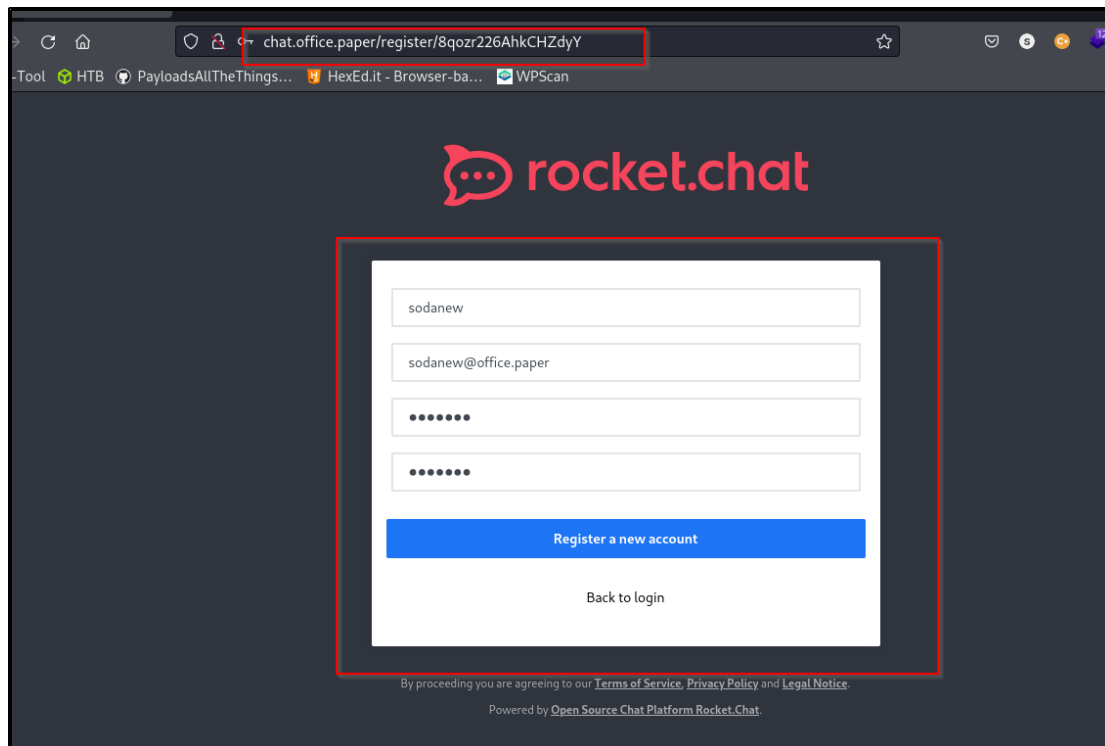 chat.office.paper/register/8qozr226AhkCHZdyY
-Tool HTB PayloadsAllTheThings... HexEd.it - Browser-ba... WPScan
rocket.chat
sodanew
sodanew@office.paper
•••••••
•••••••
Register a new account
Back to login
By proceeding you are agreeing to our Terms of Service, Privacy Policy and Legal Notice.
Powered by Open Source Chat Platform Rocket.Chat.